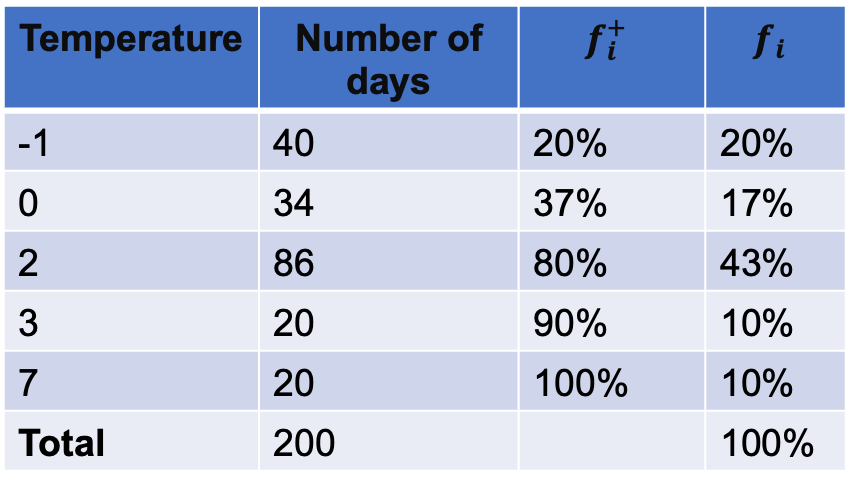 Temperature Number of days f_i^+ f_i
-1 40 20% 20%
0 34 37% 17%
2 86 80% 43%
3 20 90% 10%
7 20 100% 10%
Total 200 100%